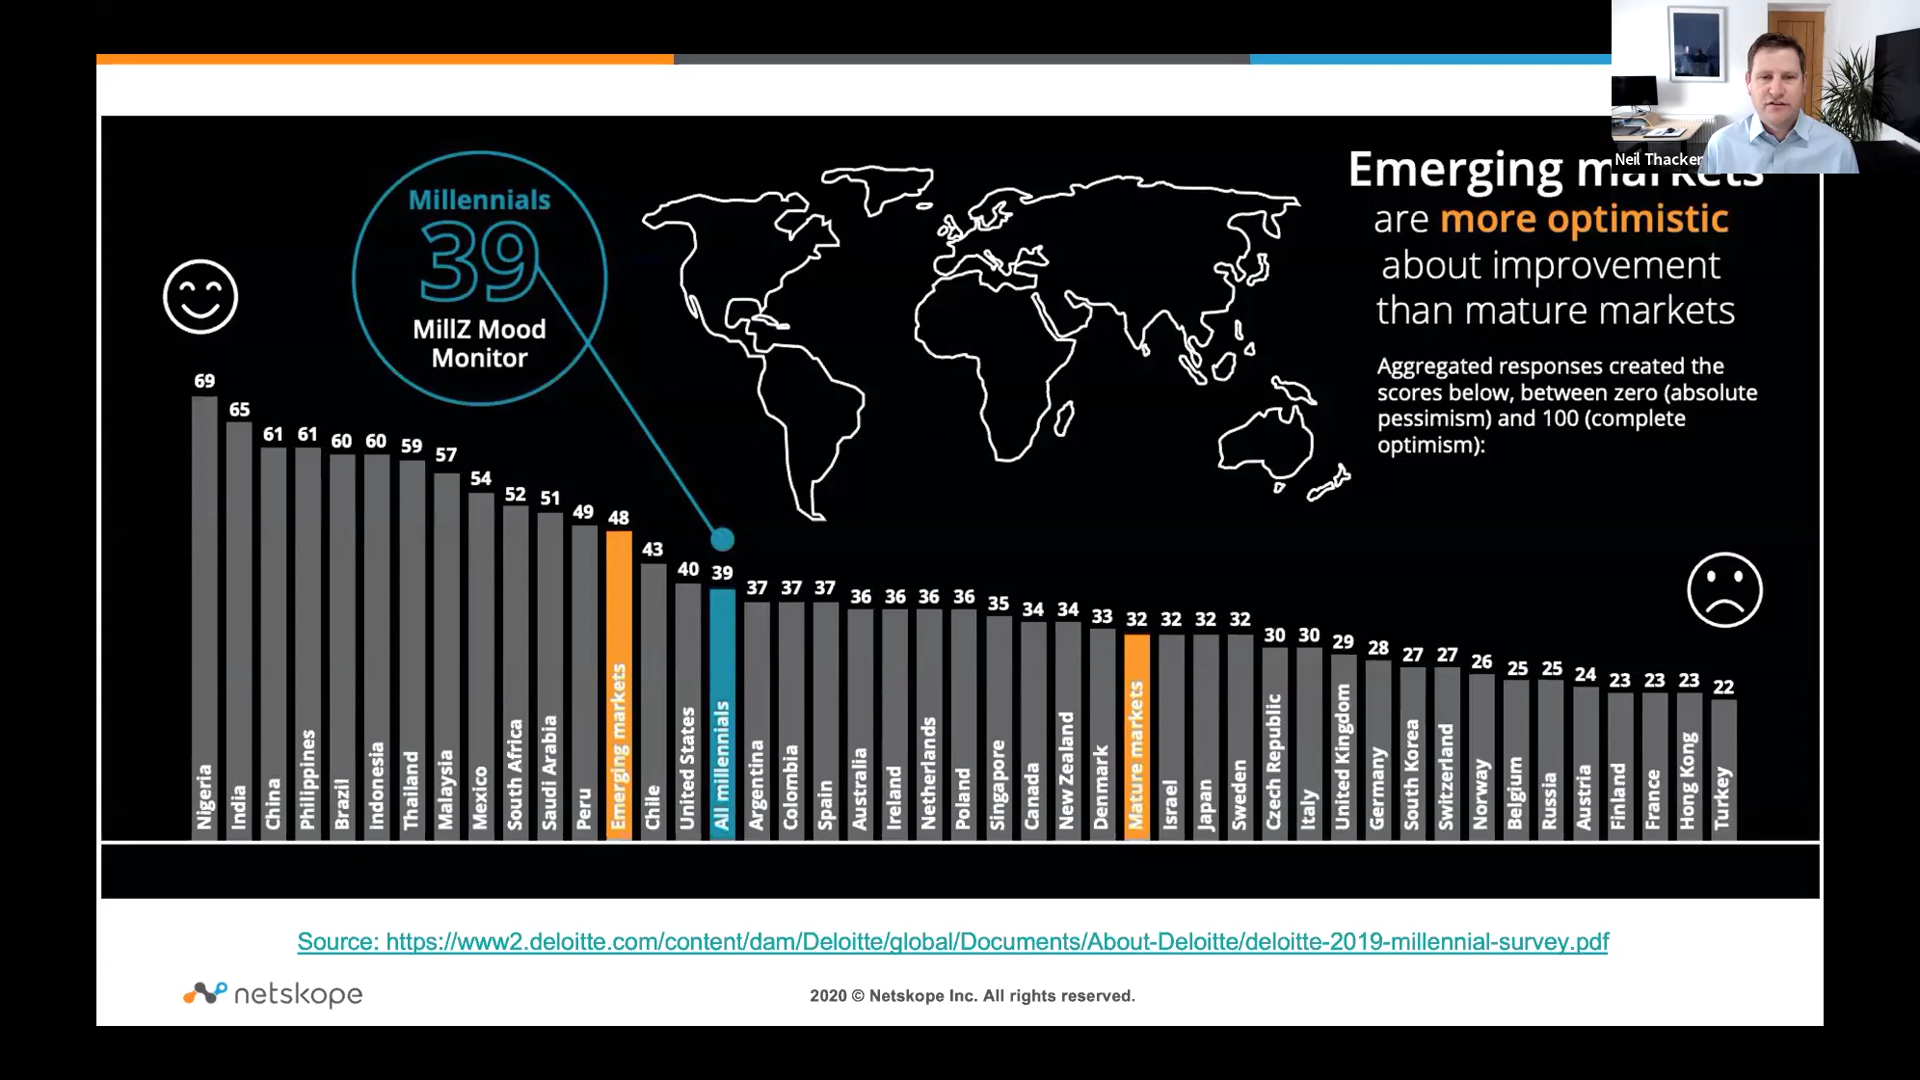 Neil Thacker
Emerging markets
are more optimistic
about improvement
than mature markets
Aggregated responses created the
scores below, between zero (absolute
pessimism) and 100 (complete
optimism):
Millennials
39
MillZ Mood
Monitor
69 65 61 61 60 60 59 57 54 52 51 49 48 43 40 39 37 37 37 36 36 36 36 35 34 34 33 32 32 32 32 30 30 29 28 27 27 26 25 25 24 23 23 23 22
Nigeria
India
China
Philippines
Brazil
Indonesia
Thailand
Malaysia
Mexico
South Africa
Saudi Arabia
Peru
Emerging markets
Chile
United States
All millennials
Argentina
Colombia
Spain
Australia
Ireland
Netherlands
Poland
Singapore
Canada
New Zealand
Denmark
Mature markets
Israel
Japan
Sweden
Czech Republic
Italy
United Kingdom
Germany
South Korea
Switzerland
Norway
Belgium
Russia
Austria
Finland
France
Hong Kong
Turkey
Source: https://www2.deloitte.com/content/dam/Deloitte/global/Documents/About-Deloitte/deloitte-2019-millennial-survey.pdf
netskope
2020 © Netskope Inc. All rights reserved.